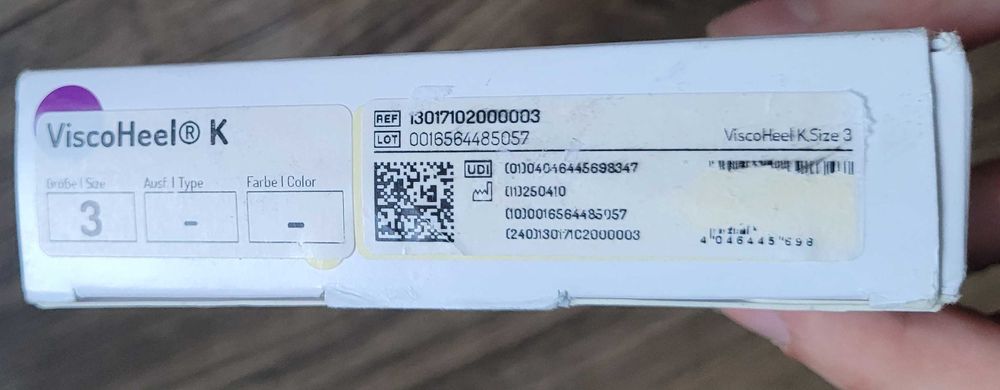 ViscoHeel® K
Größe | Size
Ausf. | Type
Farbe | Color
3
-
-
REF 13017102000003
LOT 0016564485057
ViscoHeel K Size 3
UDI (01)04046445698347
(11)250410
(10)0016564485057
(240)13017102000003
4 046445 698